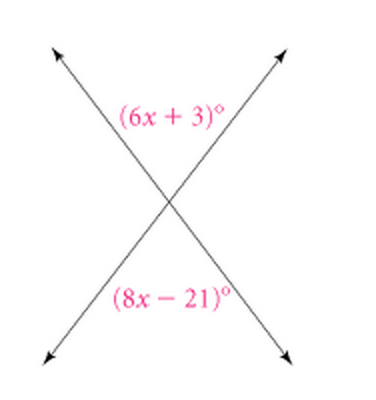 (6x + 3)°
(8x − 21)°